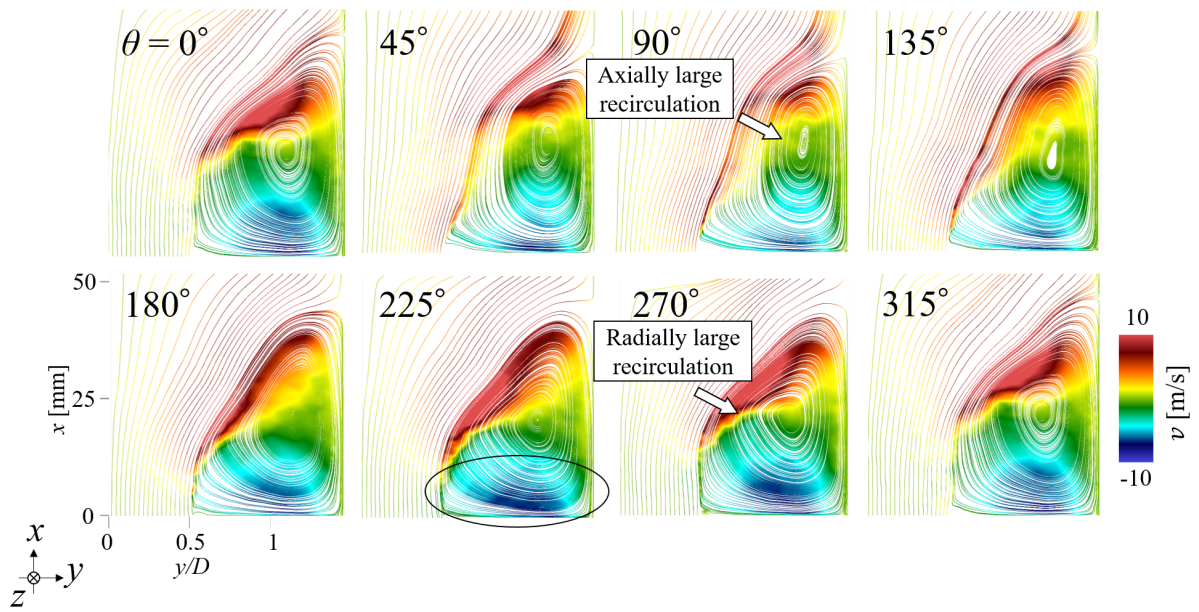 θ = 0°
45°
90°
135°
Axially large
recirculation
180°
225°
270°
315°
Radially large
recirculation
50
25
0
x [mm]
0
0.5
1
y/D
10
-10
v [m/s]
x
y
z